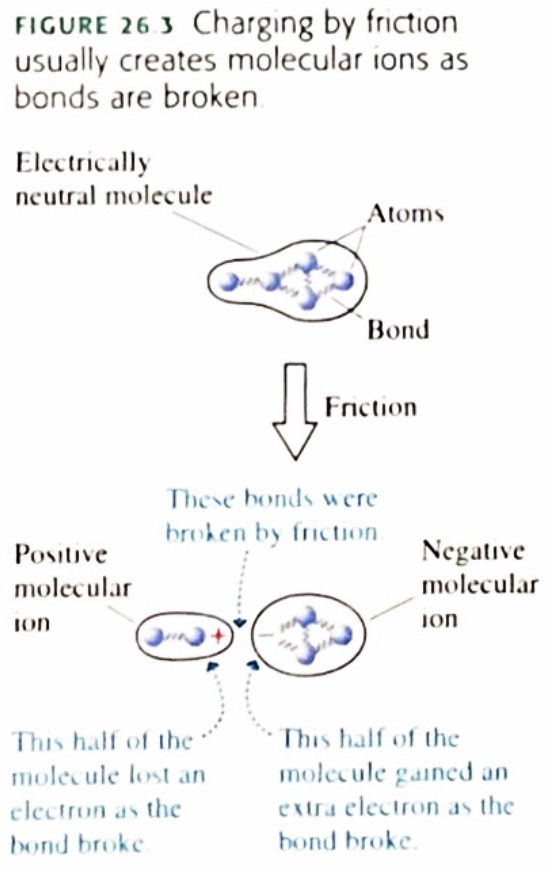 FIGURE 26.3 Charging by friction
usually creates molecular ions as
bonds are broken.
Electrically
neutral molecule
Atoms
Bond
Friction
These bonds were
broken by friction.
Positive
molecular
ion
Negative
molecular
ion
+
−
This half of the
molecule lost an
electron as the
bond broke.
This half of the
molecule gained an
extra electron as the
bond broke.